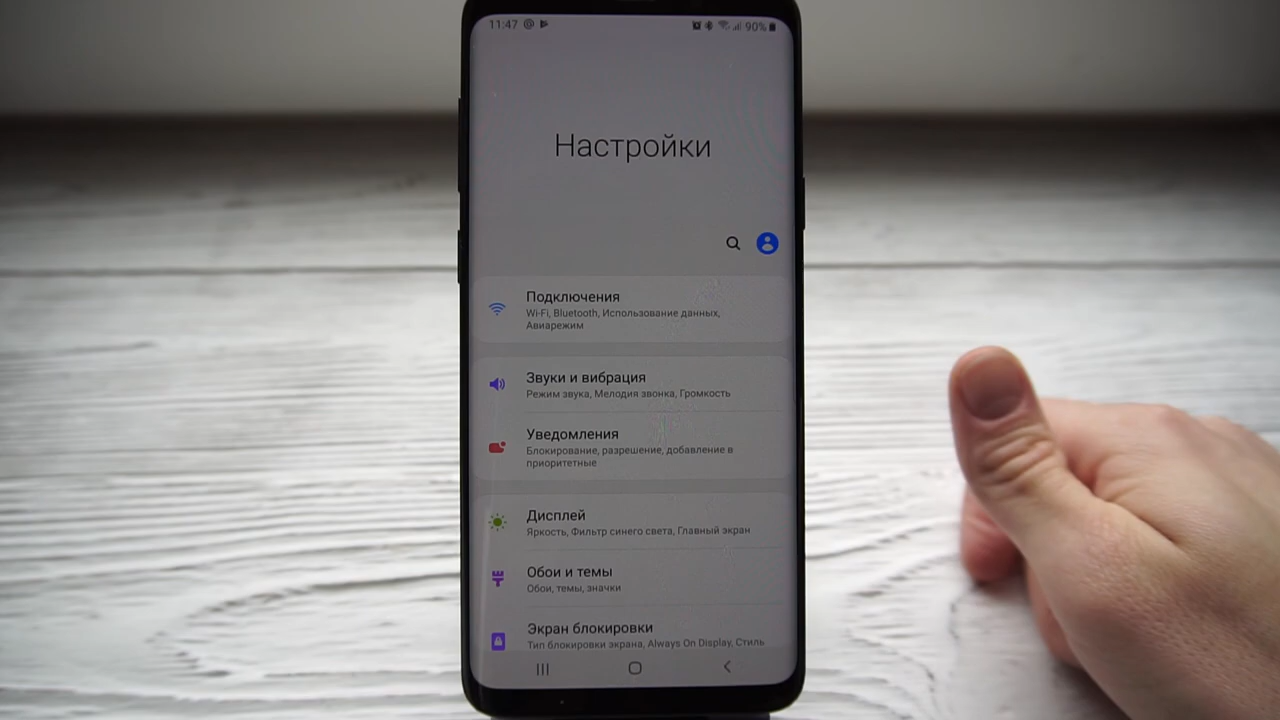 11:47
90%
Настройки
Подключения
Wi-Fi, Bluetooth, Использование данных,
Авиарежим
Звуки и вибрация
Режим звука, Мелодия звонка, Громкость
Уведомления
Блокирование, разрешение, добавление в
приоритетные
Дисплей
Яркость, Фильтр синего света, Главный экран
Обои и темы
Обои, темы, значки
Экран блокировки
Тип блокировки экрана, Always On Display, Стиль